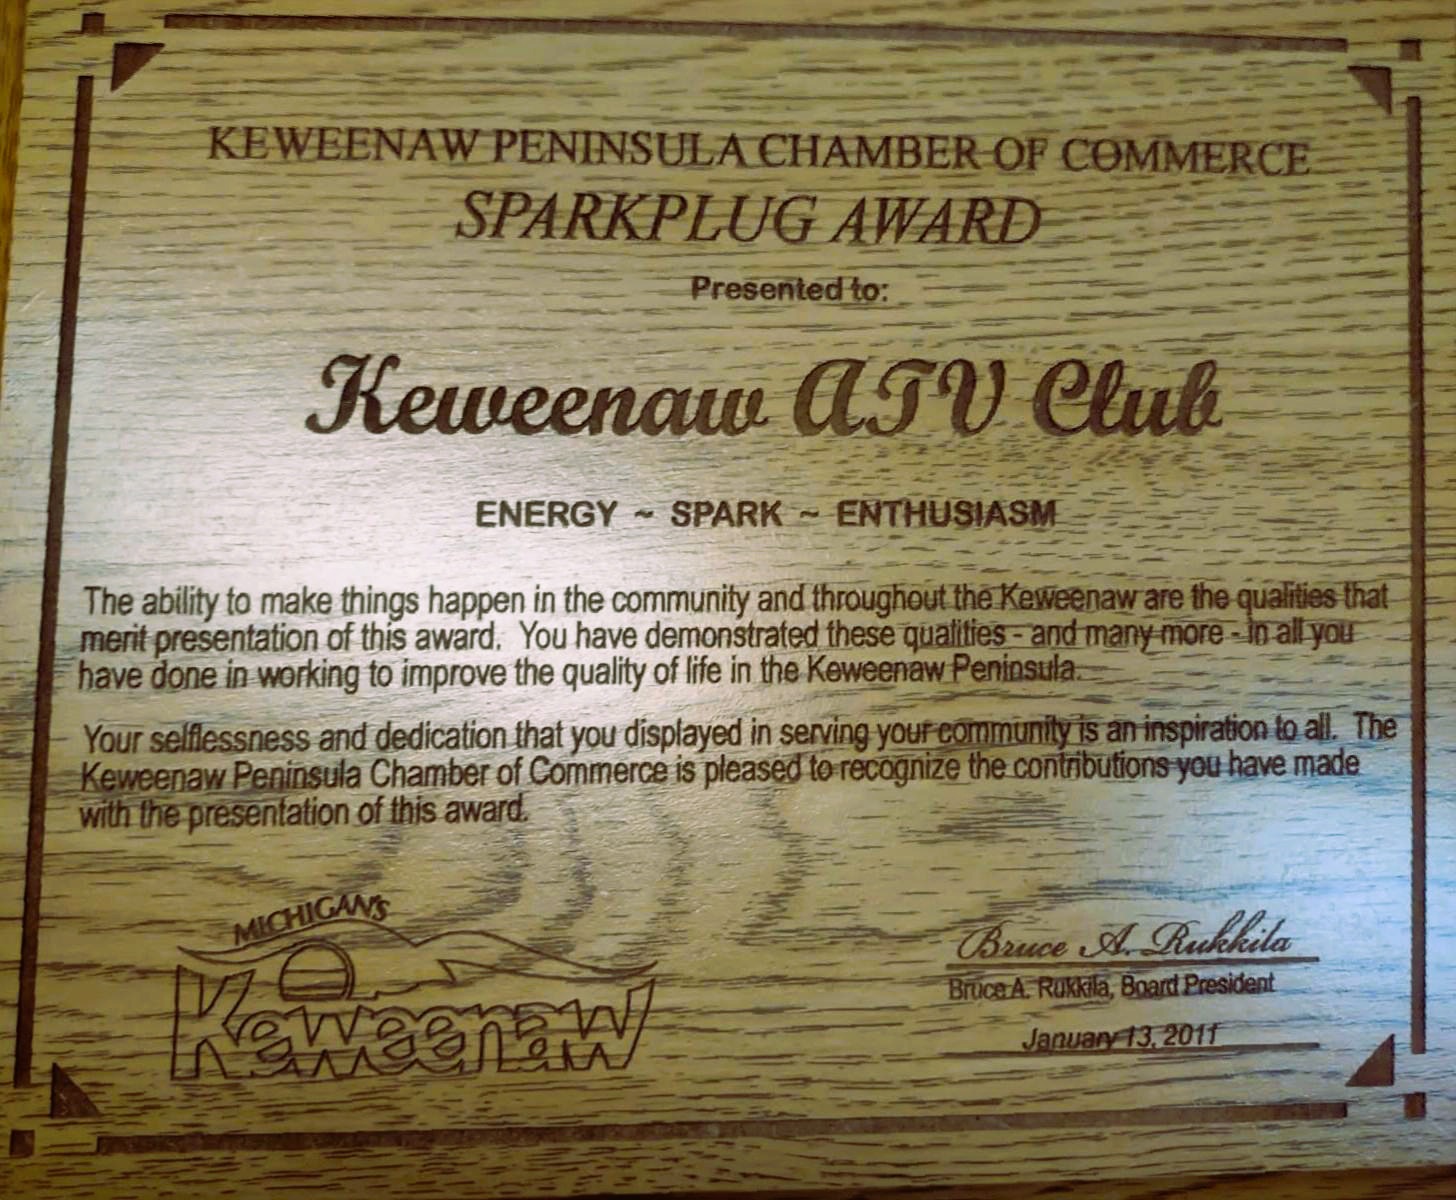 KEWEENAW PENINSULA CHAMBER OF COMMERCE
SPARKPLUG AWARD
Presented to:
Keweenaw ATV Club
ENERGY ~ SPARK ~ ENTHUSIASM
The ability to make things happen in the community and throughout the Keweenaw are the qualities that
merit presentation of this award. You have demonstrated these qualities - and many more - in all you
have done in working to improve the quality of life in the Keweenaw Peninsula.
Your selflessness and dedication that you displayed in serving your community is an inspiration to all. The
Keweenaw Peninsula Chamber of Commerce is pleased to recognize the contributions you have made
with the presentation of this award.
MICHIGAN'S
Keweenaw
Bruce A. Rukkila
Bruce A. Rukkila, Board President
January 13, 2011